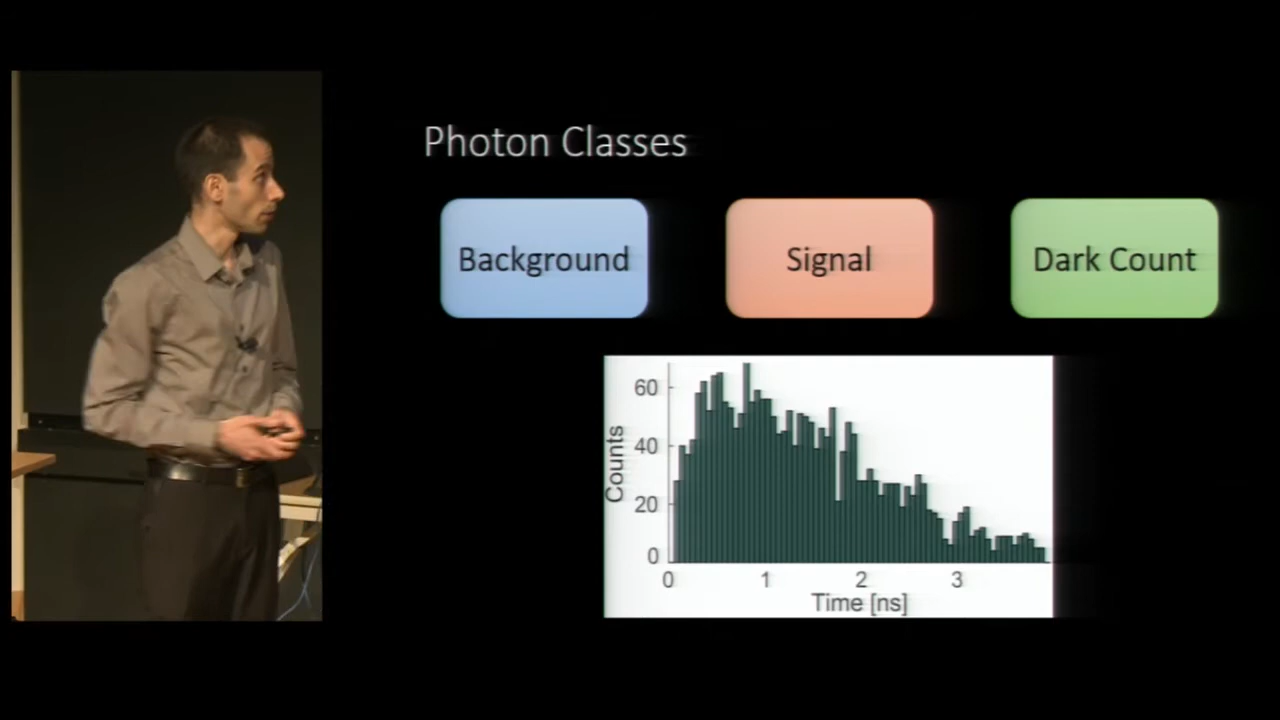 Photon Classes
Background
Signal
Dark Count
60
40
20
0
Counts
0 1 2 3
Time [ns]